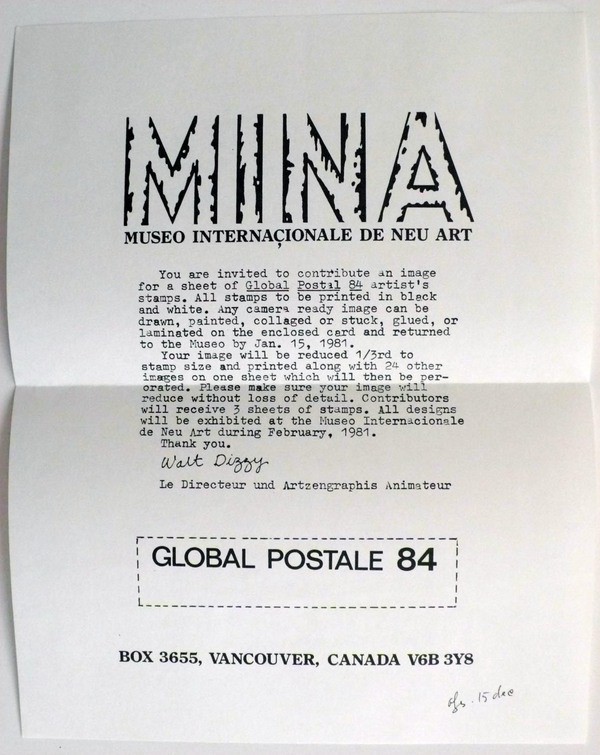 MINA
MUSEO INTERNAÇIONALE DE NEU ART
You are invited to contribute an image
for a sheet of Global Postal 84 artist's
stamps. All stamps to be printed in black
and white. Any camera ready image can be
drawn, painted, collaged or stuck, glued, or
laminated on the enclosed card and returned
to the Museo by Jan. 15, 1981.
Your image will be reduced 1/3rd to
stamp size and printed along with 24 other
images on one sheet which will then be per-
orated. Please make sure your image will
reduce without loss of detail. Contributors
will receive 3 sheets of stamps. All designs
will be exhibited at the Museo Internacionale
de Neu Art during February, 1981.
Thank you.
Walt Dizzy
Le Directeur und Artzengraphis Animateur
GLOBAL POSTALE 84
BOX 3655, VANCOUVER, CANADA V6B 3Y8
15 dec